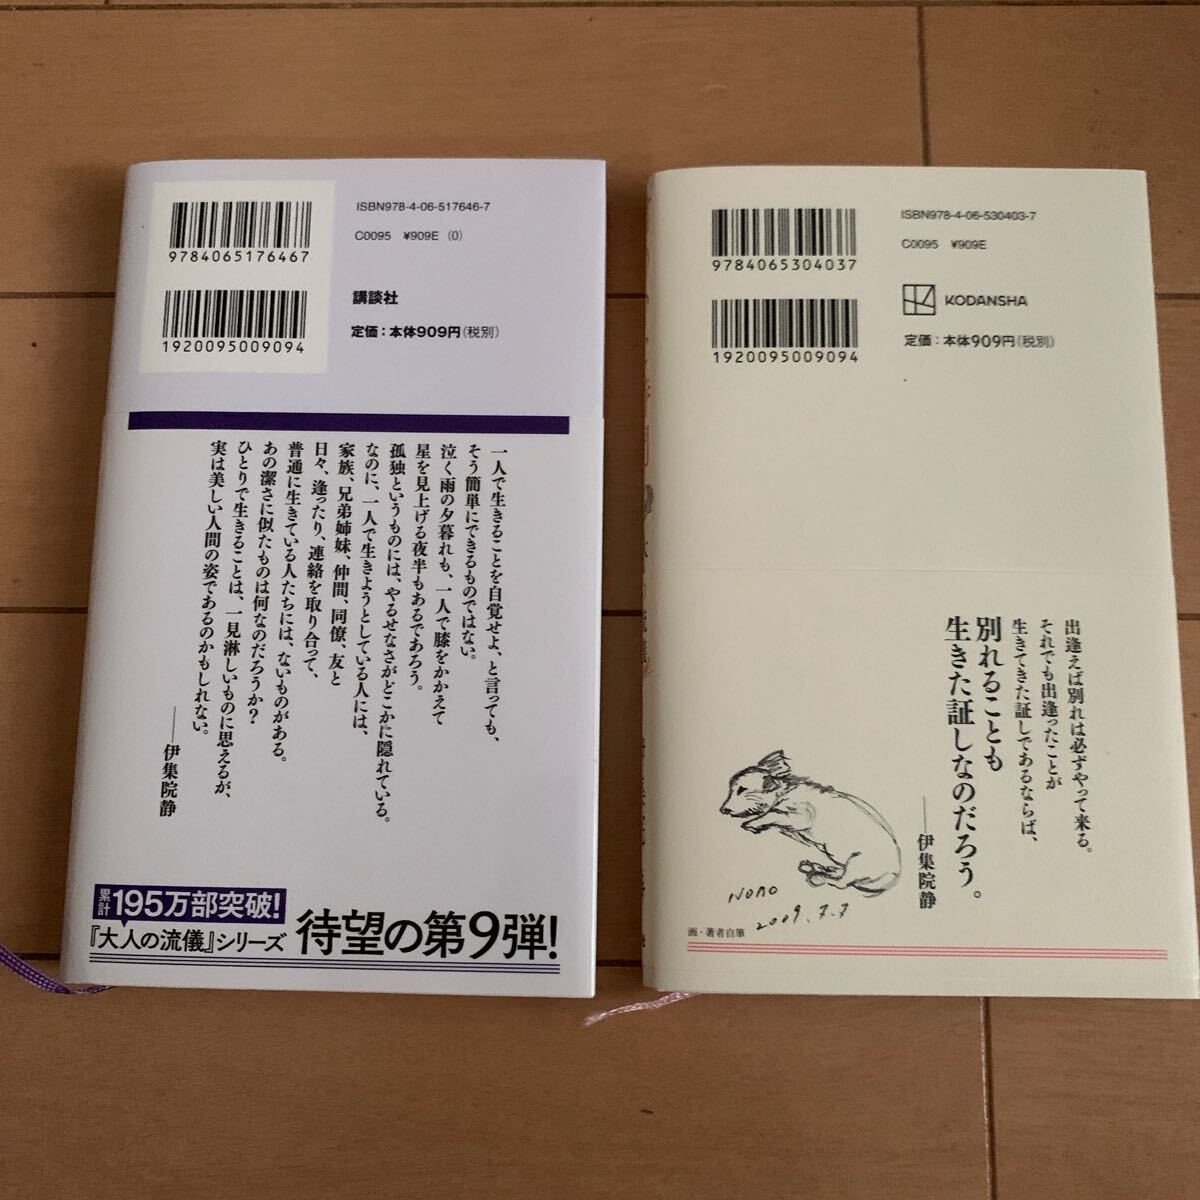 ISBN978-4-06-517646-7
C0095 ¥909E (0)
9784065176467
1920095009094
講談社
定価：本体909円（税別）
一人で生きることを自覚せよ、と言っても、
そう簡単にできるものではない。
泣く雨の夕暮れも、一人で膝をかかえて
星を見上げる夜半もあるであろう。
孤独というものには、やるせなさがどこかに隠れている。
なのに、一人で生きようとしている人には、
家族、兄弟姉妹、仲間、同僚、友と
日々、逢ったり、連絡を取り合って、
普通に生きている人たちには、ないものがある。
あの潔さに似たものは何なのだろうか？
ひとりで生きることは、一見淋しいものに思えるが、
実は美しい人間の姿であるのかもしれない。
――伊集院静
累計195万部突破！
『大人の流儀』シリーズ 待望の第9弾！
ISBN978-4-06-530403-7
C0095 ¥909E
9784065304037
1920095009094
KODANSHA
定価：本体909円（税別）
出逢えば別れは必ずやって来る。
それでも出逢ったことが
生きてきた証しであるならば、
別れることも
生きた証しなのだろう。
――伊集院静
NONO
2009.7.7
画・著者自筆